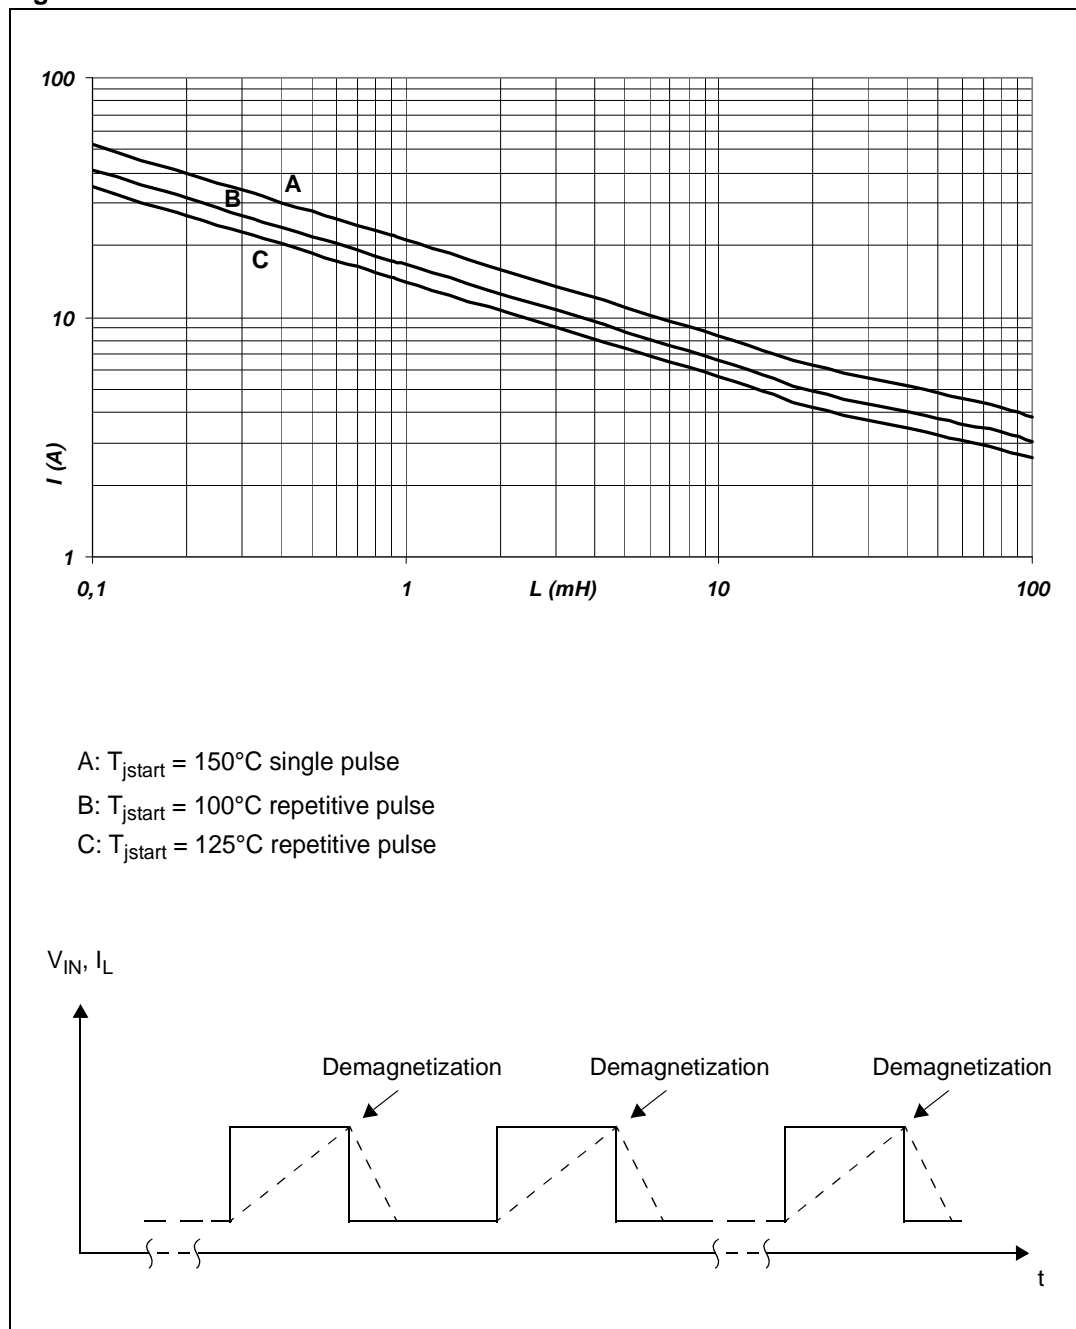 100
A
B
C
10
I (A)
1
0,1
1
L (mH)
10
100
A: Tjstart = 150°C single pulse
B: Tjstart = 100°C repetitive pulse
C: Tjstart = 125°C repetitive pulse
VIN, IL
Demagnetization
Demagnetization
Demagnetization
t